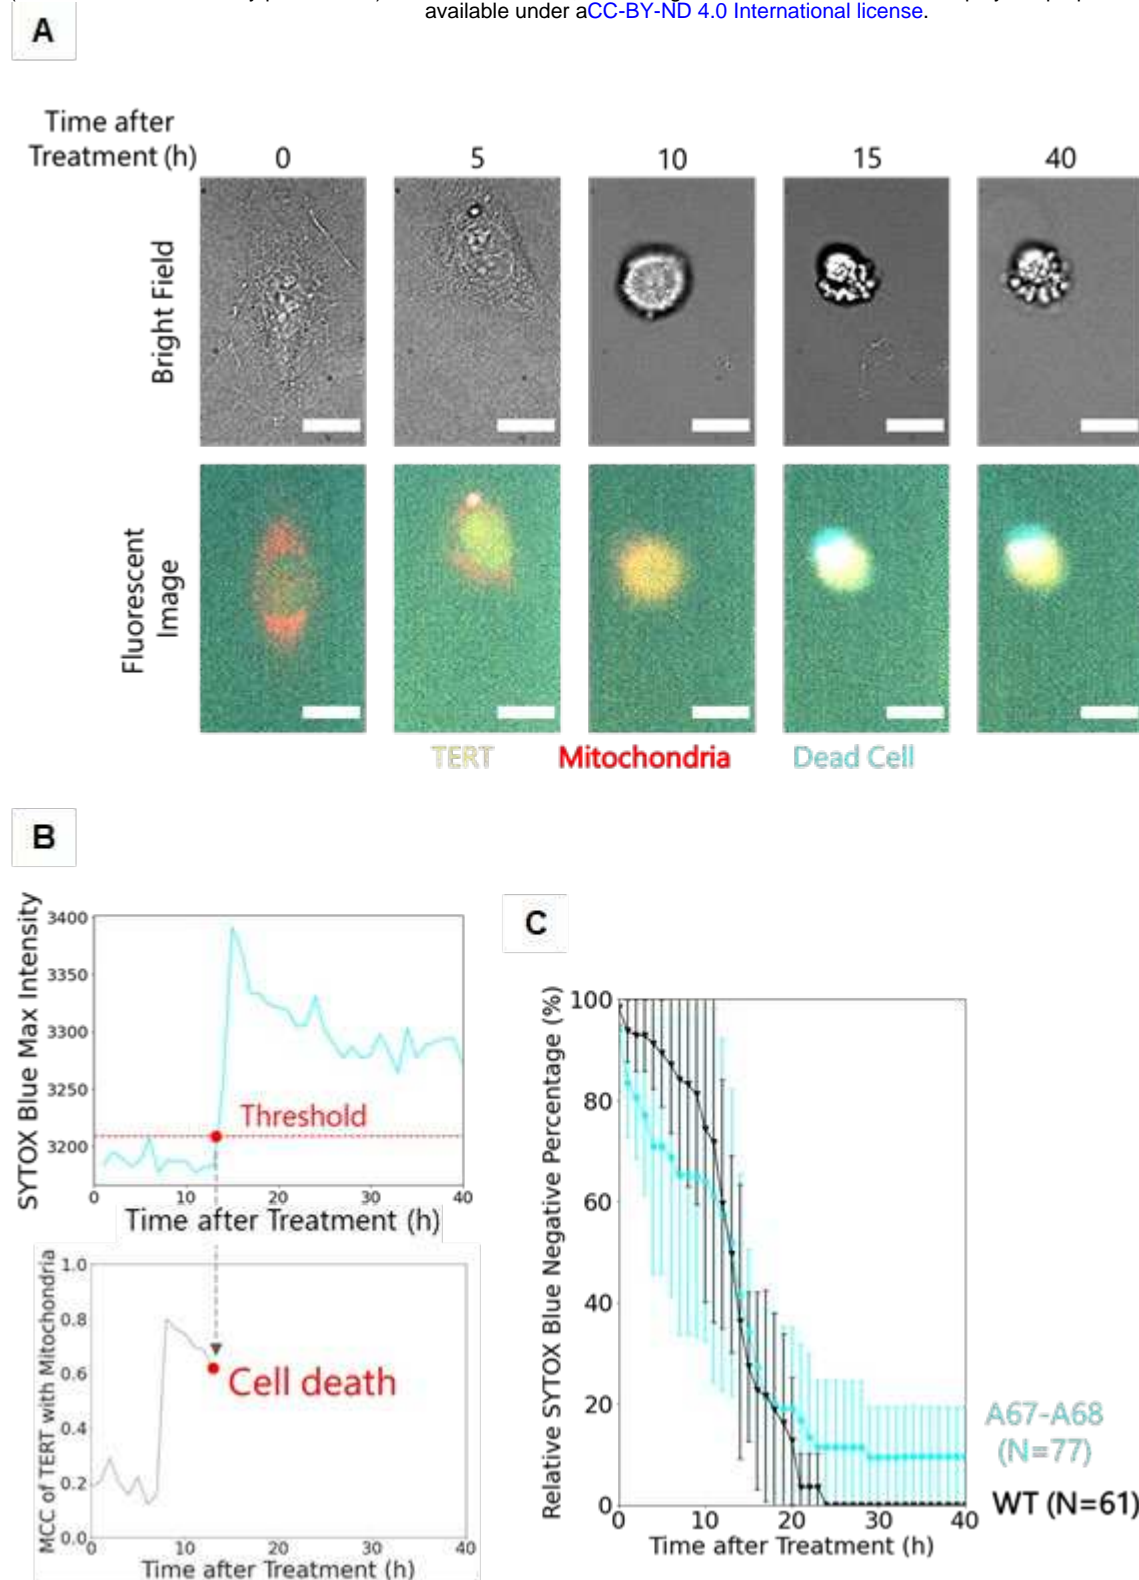 available under aCC-BY-ND 4.0 International license.
A
Time after
Treatment (h) 0 5 10 15 40
Bright Field
Fluorescent
Image
TERT Mitochondria Dead Cell
B
SYTOX Blue Max Intensity
3400
3350
3300
3250
3200
Threshold
0 10 20 30 40
Time after Treatment (h)
MCC of TERT with Mitochondria
1.0
0.8
0.6
0.4
0.2
0.0
Cell death
0 10 20 30 40
Time after Treatment (h)
C
Relative SYTOX Blue Negative Percentage (%)
100
80
60
40
20
0
A67-A68
(N=77)
WT (N=61)
0 10 20 30 40
Time after Treatment (h)